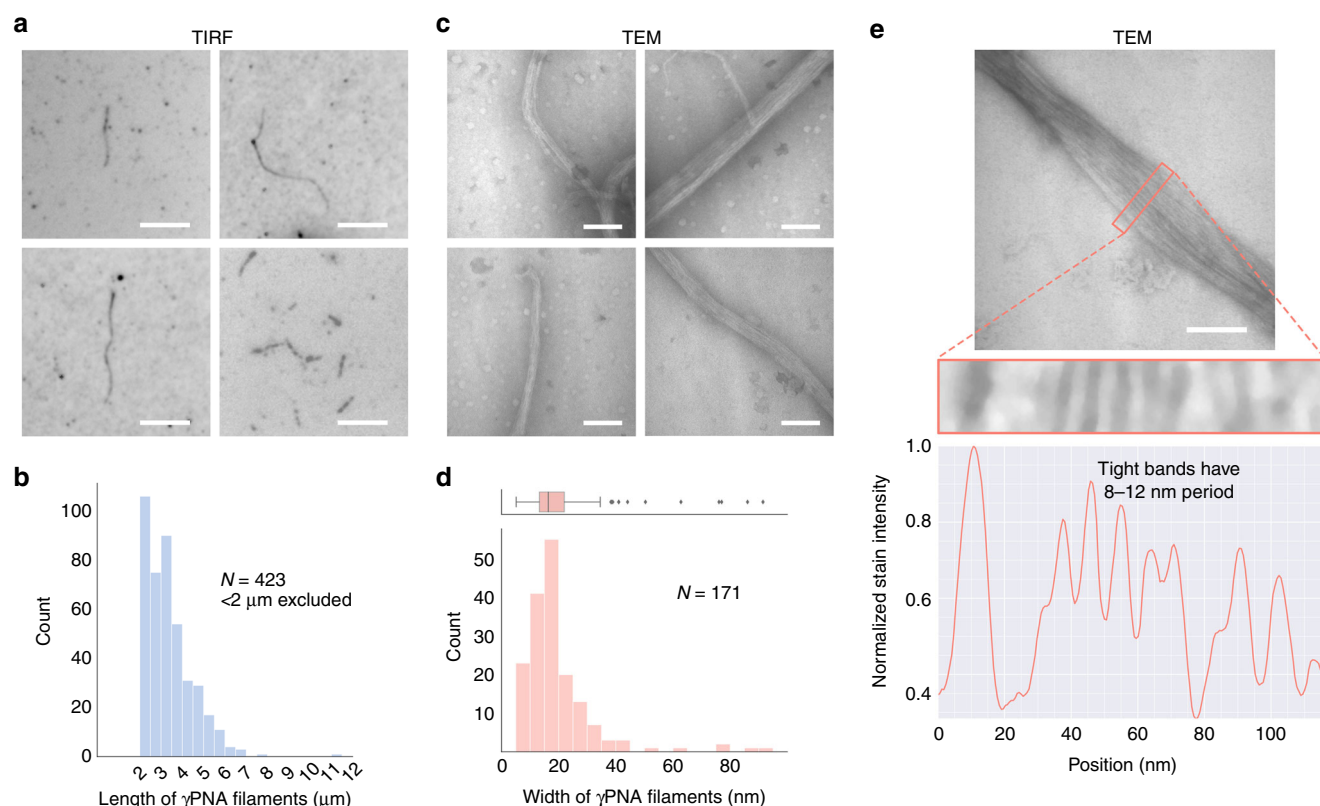 a
TIRF
b
100
80
60
40
20
0
Count
N = 423
<2 μm excluded
2 3 4 5 6 7 8 9 10 11 12
Length of γPNA filaments (μm)
c
TEM
d
50
40
30
20
10
Count
N = 171
0 20 40 60 80
Width of γPNA filaments (nm)
e
TEM
1.0
0.8
0.6
0.4
Normalized stain intensity
Tight bands have
8–12 nm period
0 20 40 60 80 100
Position (nm)